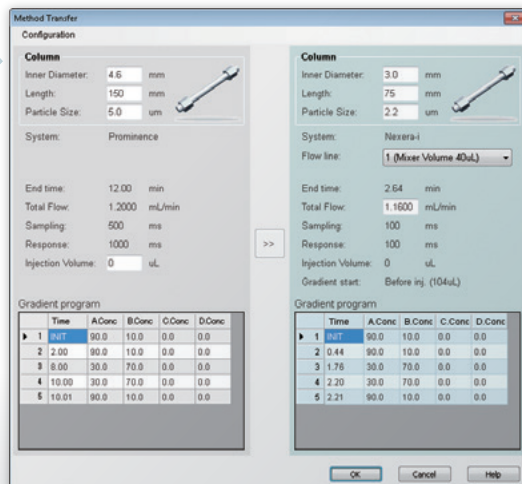 Method Transfer
Configuration
Column
Inner Diameter: 4.6 mm
Length: 150 mm
Particle Size: 5.0 um
System: Prominence
End time: 12.00 min
Total Flow: 1.2000 mL/min
Sampling: 500 ms
Response: 1000 ms
Injection Volume: 0 uL
Gradient program
Time A.Conc B.Conc C.Conc D.Conc
1 INIT 90.0 10.0 0.0 0.0
2 2.00 90.0 10.0 0.0 0.0
3 8.00 30.0 70.0 0.0 0.0
4 10.00 30.0 70.0 0.0 0.0
5 10.01 90.0 10.0 0.0 0.0
>>
Column
Inner Diameter: 3.0 mm
Length: 75 mm
Particle Size: 2.2 um
System: Nexera-i
Flow line: 1 (Mixer Volume 40uL)
End time: 2.64 min
Total Flow: 1.1600 mL/min
Sampling: 100 ms
Response: 100 ms
Injection Volume: 0 uL
Gradient start: Before inj. (104uL)
Gradient program
Time A.Conc B.Conc C.Conc D.Conc
1 INIT 90.0 10.0 0.0 0.0
2 0.44 90.0 10.0 0.0 0.0
3 1.76 30.0 70.0 0.0 0.0
4 2.20 30.0 70.0 0.0 0.0
5 2.21 90.0 10.0 0.0 0.0
OK Cancel Help